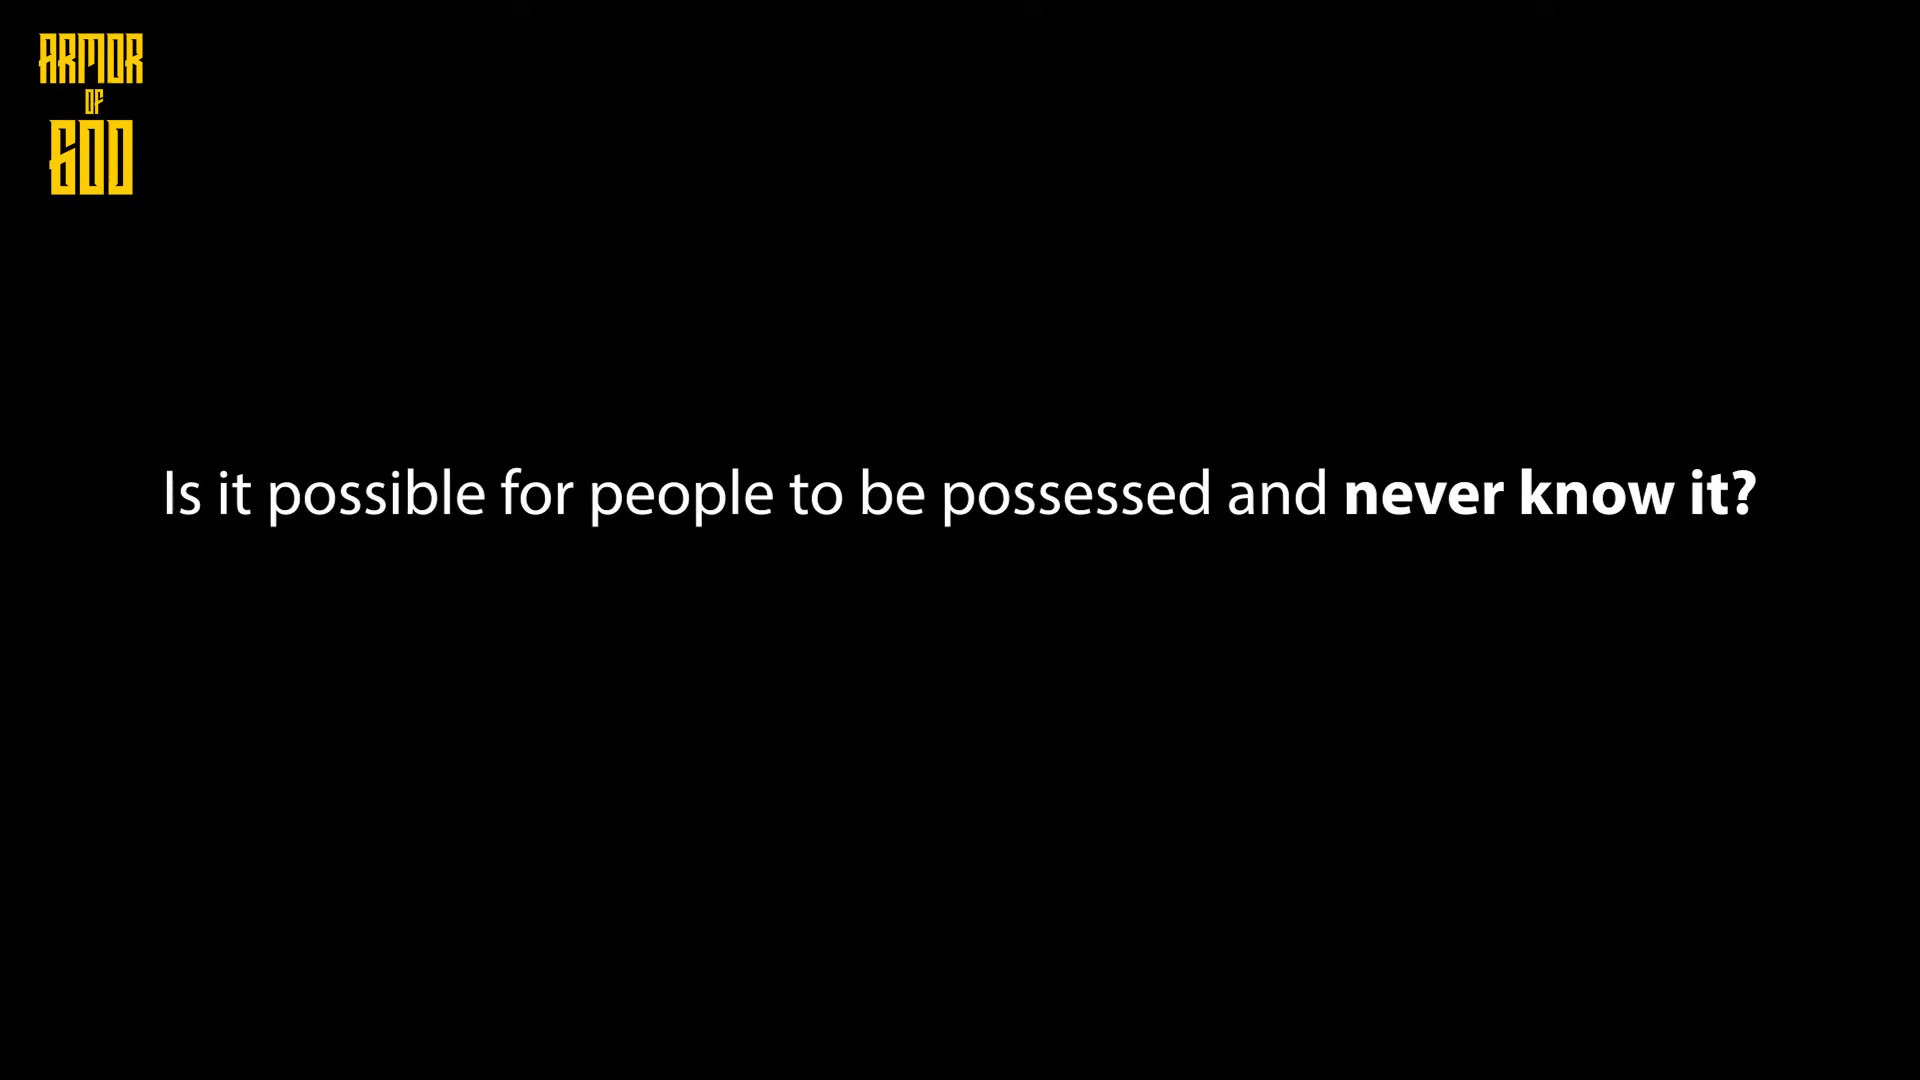 ARMOR
OF
GOD
Is it possible for people to be possessed and never know it?